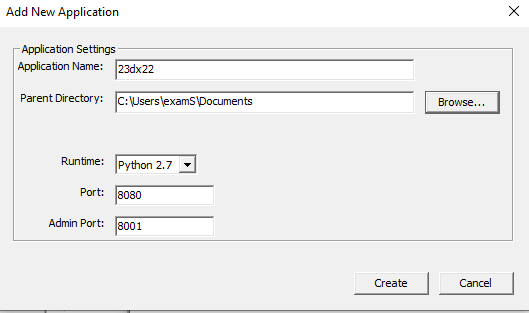 Add New Application
Application Settings
Application Name: 23dx22
Parent Directory: C:\Users\examS\Documents Browse...
Runtime: Python 2.7
Port: 8080
Admin Port: 8001
Create Cancel